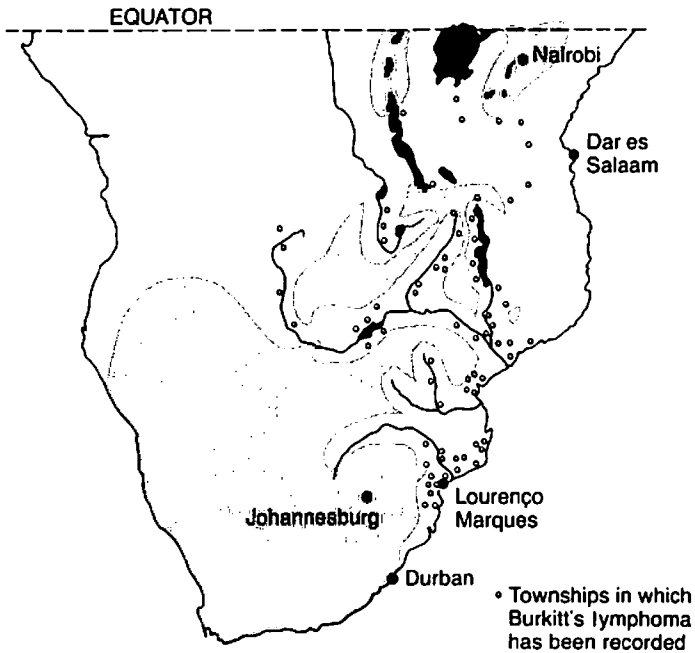 EQUATOR
Nairobi
Dar es
Salaam
Johannesburg
Lourenço
Marques
Durban
Townships in which
Burkitt's lymphoma
has been recorded